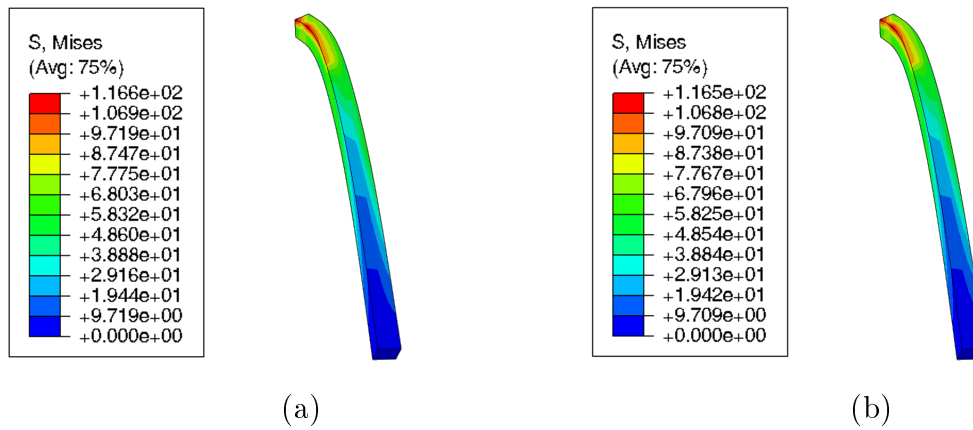 S, Mises
(Avg: 75%)
+1.166e+02
+1.069e+02
+9.719e+01
+8.747e+01
+7.775e+01
+6.803e+01
+5.832e+01
+4.860e+01
+3.888e+01
+2.916e+01
+1.944e+01
+9.719e+00
+0.000e+00
(a)
S, Mises
(Avg: 75%)
+1.165e+02
+1.068e+02
+9.709e+01
+8.738e+01
+7.767e+01
+6.796e+01
+5.825e+01
+4.854e+01
+3.884e+01
+2.913e+01
+1.942e+01
+9.709e+00
+0.000e+00
(b)